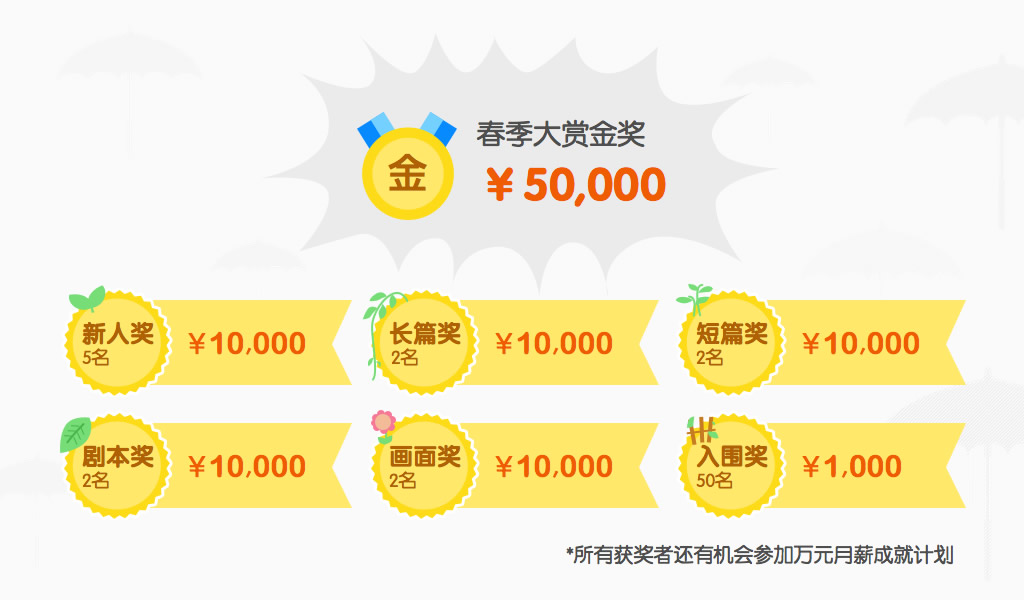 春季大赏金奖
金
￥50,000
新人奖
5名
￥10,000
长篇奖
2名
￥10,000
短篇奖
2名
￥10,000
剧本奖
2名
￥10,000
画面奖
2名
￥10,000
入围奖
50名
￥1,000
*所有获奖者还有机会参加万元月薪成就计划